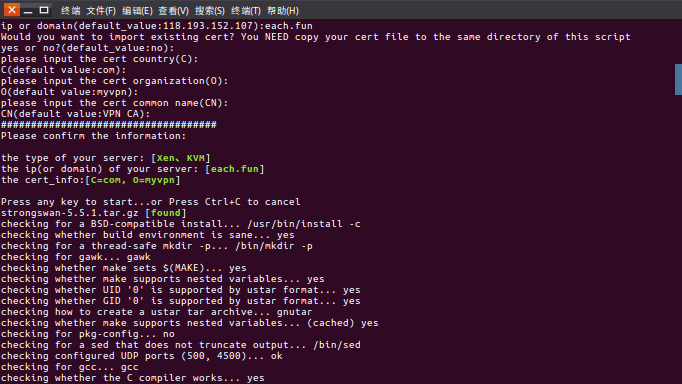 终端 文件(F) 编辑(E) 查看(V) 搜索(S) 终端(T) 帮助(H)
ip or domain(default_value:118.193.152.107):each.fun
Would you want to import existing cert? You NEED copy your cert file to the same directory of this script
yes or no?(default_value:no):
please input the cert country(C):
C(default value:com):
please input the cert organization(O):
O(default value:myvpn):
please input the cert common name(CN):
CN(default value:VPN CA):
####################################
Please confirm the information:
the type of your server: [Xen、KVM]
the ip(or domain) of your server: [each.fun]
the cert_info:[C=com, O=myvpn]
Press any key to start...or Press Ctrl+C to cancel
strongswan-5.5.1.tar.gz [found]
checking for a BSD-compatible install... /usr/bin/install -c
checking whether build environment is sane... yes
checking for a thread-safe mkdir -p... /bin/mkdir -p
checking for gawk... gawk
checking whether make sets $(MAKE)... yes
checking whether make supports nested variables... yes
checking whether UID '0' is supported by ustar format... yes
checking whether GID '0' is supported by ustar format... yes
checking how to create a ustar tar archive... gnutar
checking whether make supports nested variables... (cached) yes
checking for pkg-config... no
checking for a sed that does not truncate output... /bin/sed
checking configured UDP ports (500, 4500)... ok
checking for gcc... gcc
checking whether the C compiler works... yes